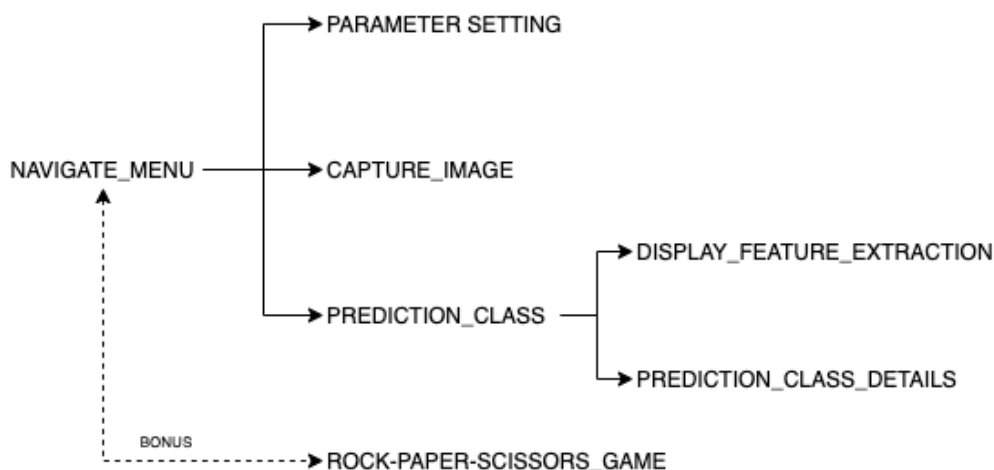 PARAMETER SETTING
NAVIGATE_MENU
CAPTURE_IMAGE
DISPLAY_FEATURE_EXTRACTION
PREDICTION_CLASS
PREDICTION_CLASS_DETAILS
BONUS
ROCK-PAPER-SCISSORS_GAME